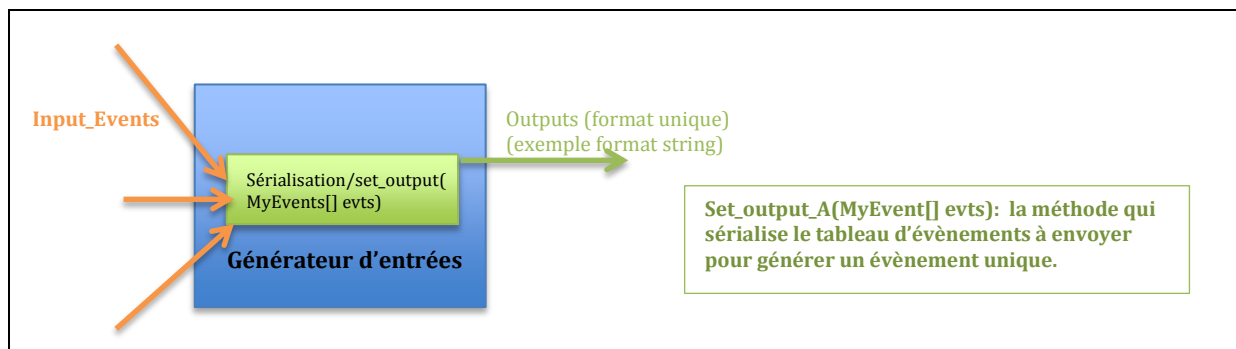 Input_Events
Outputs (format unique)
(exemple format string)
Sérialisation/set_output(
MyEvents[] evts)
Générateur d'entrées
Set_output_A(MyEvent[] evts): la méthode qui
sérialise le tableau d'évènements à envoyer
pour générer un évènement unique.